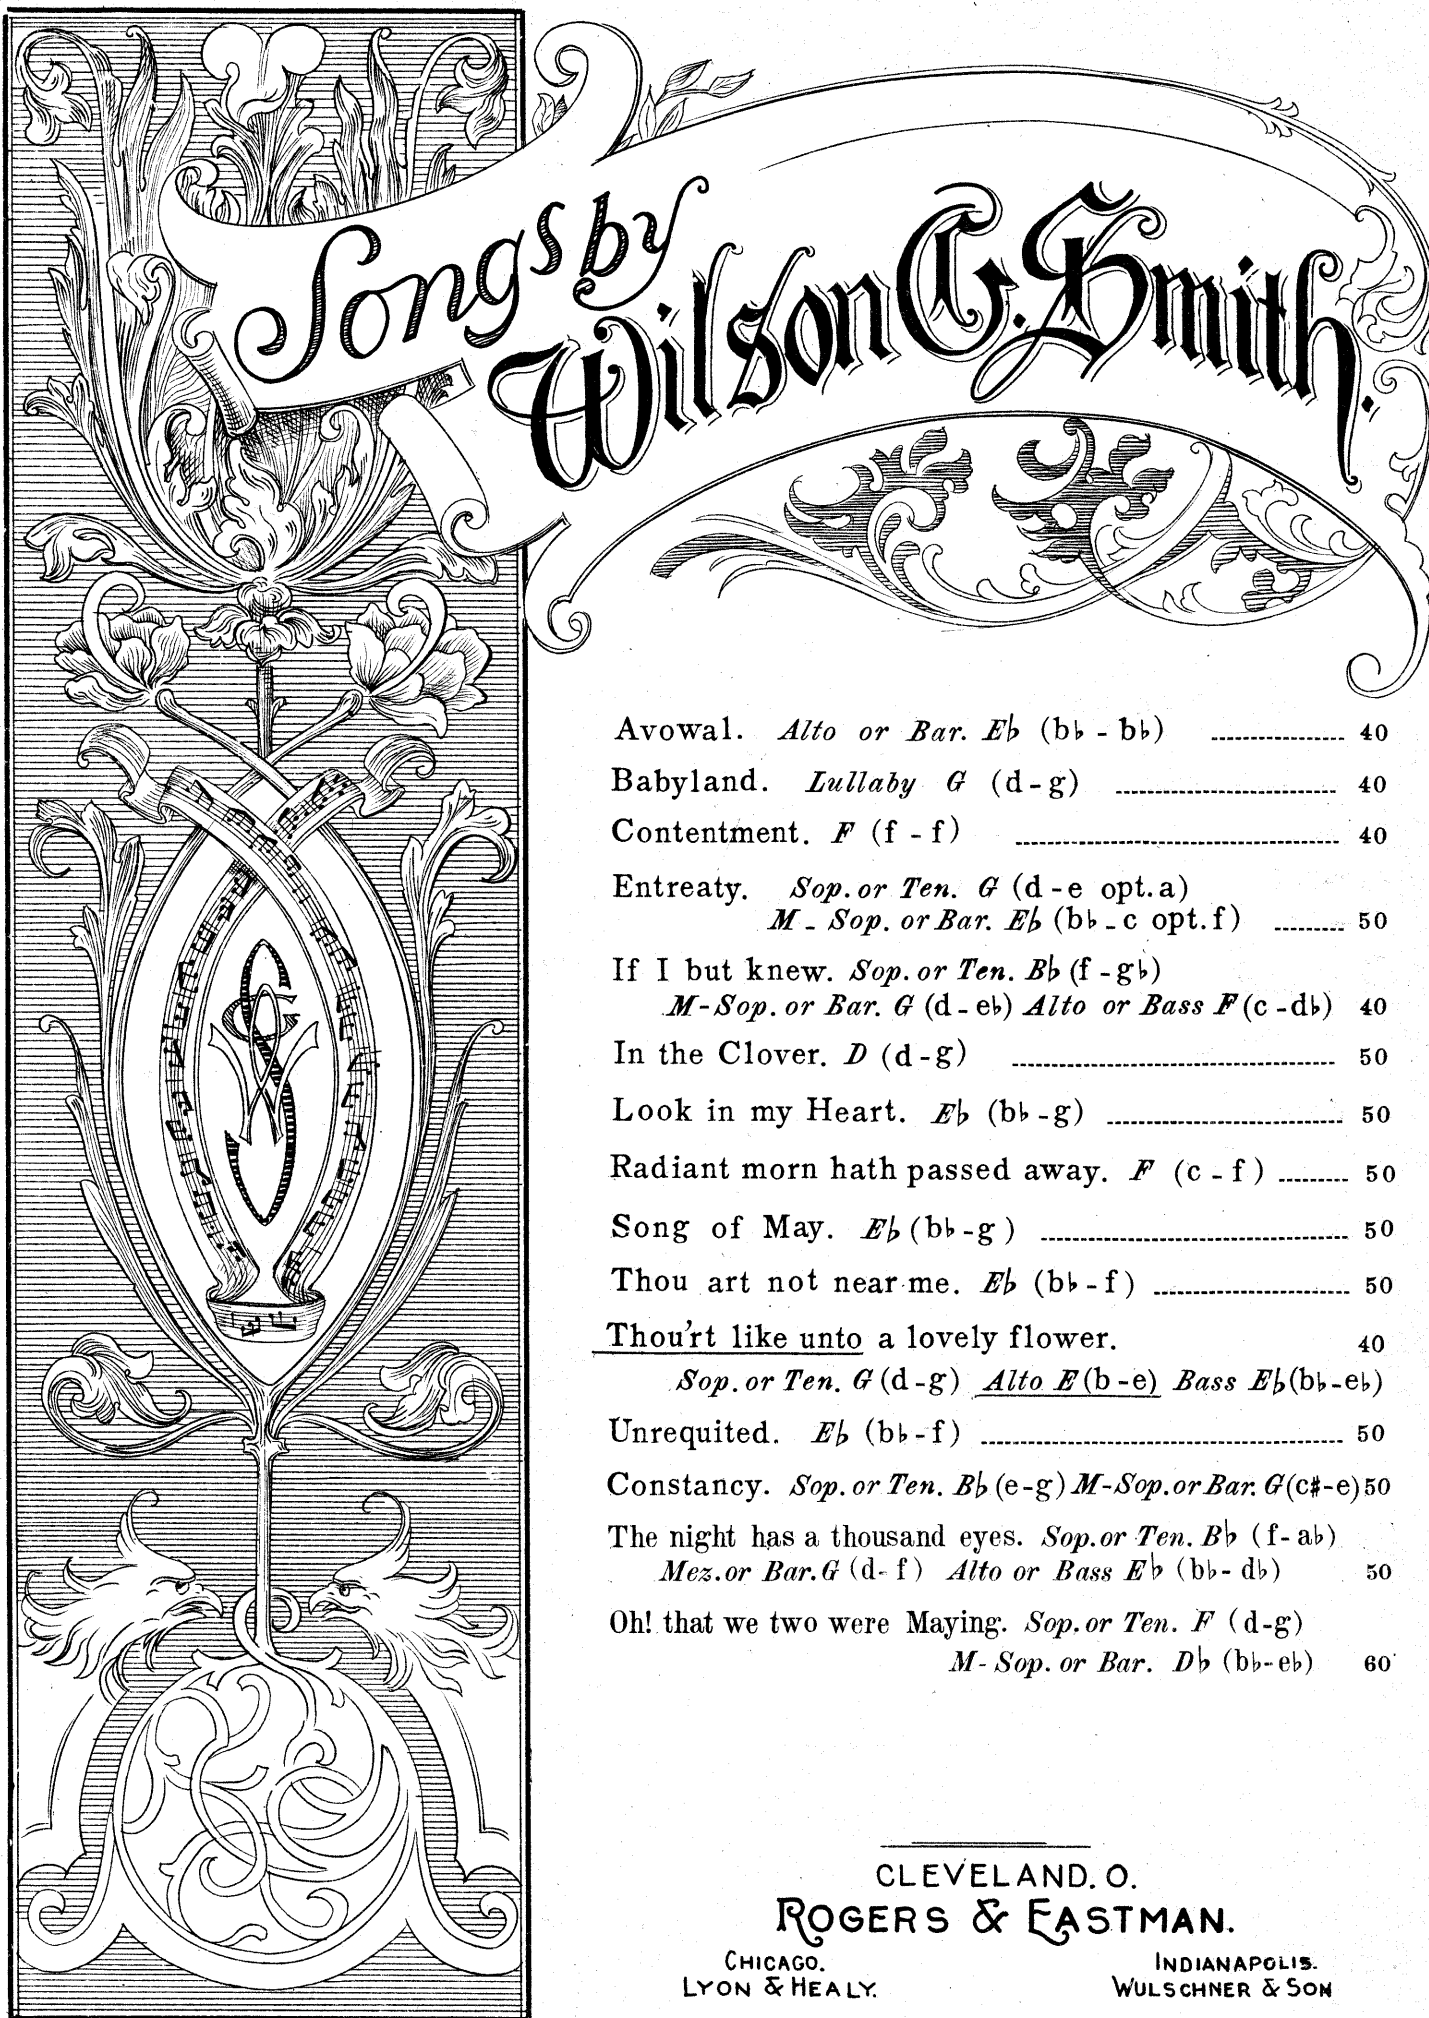 Songs by
Wilson G. Smith.
Avowal. Alto or Bar. E♭ (b♭ - b♭) 40
Babyland. Lullaby G (d-g) 40
Contentment. F (f - f) 40
Entreaty. Sop. or Ten. G (d-e opt. a)
M - Sop. or Bar. E♭ (b♭ - c opt. f) 50
If I but knew. Sop. or Ten. B♭ (f - g♭)
M-Sop. or Bar. G (d - e♭) Alto or Bass F (c - d♭) 40
In the Clover. D (d-g) 50
Look in my Heart. E♭ (b♭-g) 50
Radiant morn hath passed away. F (c - f) 50
Song of May. E♭ (b♭-g) 50
Thou art not near me. E♭ (b♭-f) 50
Thou'rt like unto a lovely flower. 40
Sop. or Ten. G (d-g) Alto E (b-e) Bass E♭ (b♭-e♭)
Unrequited. E♭ (b♭-f) 50
Constancy. Sop. or Ten. B♭ (e-g) M-Sop. or Bar. G (c#-e) 50
The night has a thousand eyes. Sop. or Ten. B♭ (f-a♭)
Mez. or Bar. G (d-f) Alto or Bass E♭ (b♭-d♭) 50
Oh! that we two were Maying. Sop. or Ten. F (d-g)
M-Sop. or Bar. D♭ (b♭-e♭) 60
CLEVELAND. O.
ROGERS & EASTMAN.
CHICAGO. INDIANAPOLIS.
LYON & HEALY. WULSCHNER & SON